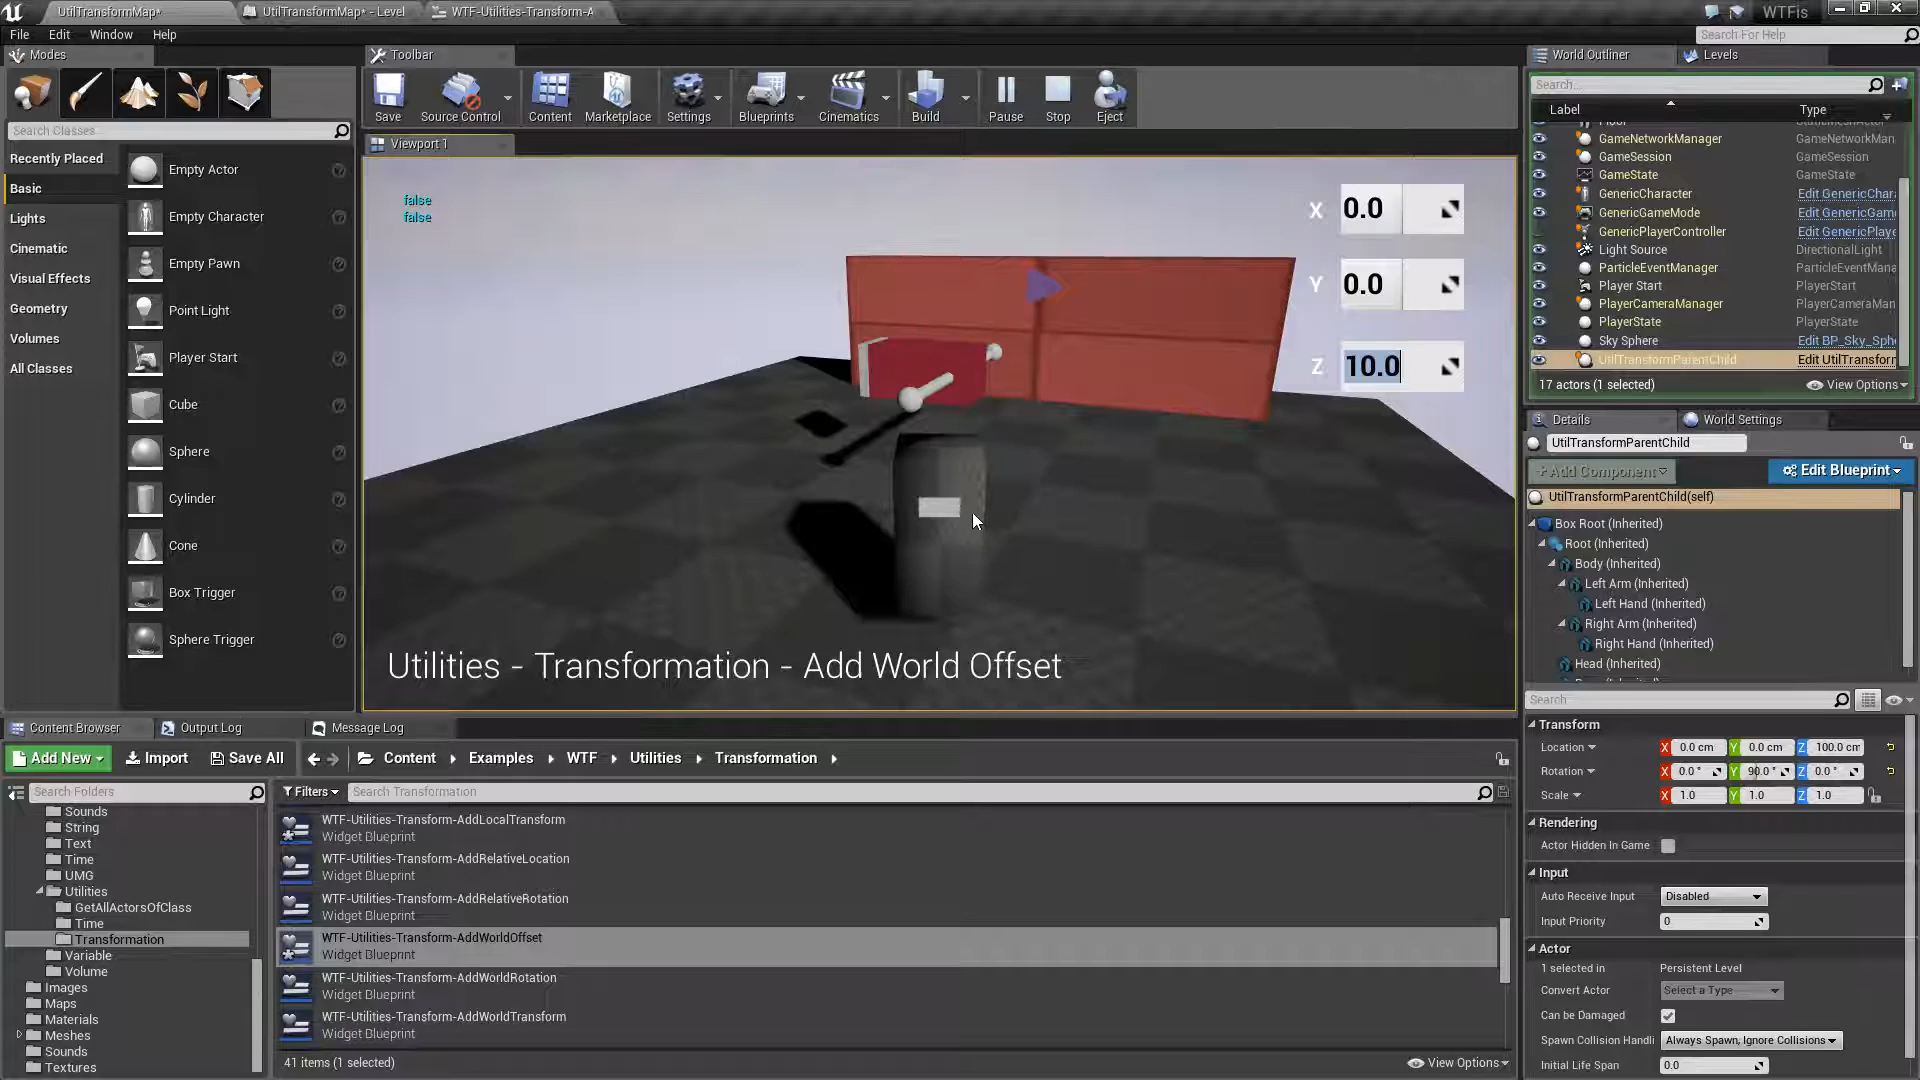 UtilTransformMap*
UtilTransformMap* - Level
WTF-Utilities-Transform-A
WTFis
File Edit Window Help
Search For Help
Modes
Toolbar
World Outliner
Levels
Save
Source Control
Content
Marketplace
Settings
Blueprints
Cinematics
Build
Pause
Stop
Eject
Search...
Label
Type
Search Classes
Viewport 1
Recently Placed
Basic
Lights
Cinematic
Visual Effects
Geometry
Volumes
All Classes
Empty Actor
Empty Character
Empty Pawn
Point Light
Player Start
Cube
Sphere
Cylinder
Cone
Box Trigger
Sphere Trigger
false
false
X 0.0
Y 0.0
Z 10.0
Utilities - Transformation - Add World Offset
GameNetworkManager GameNetworkMan
GameSession GameSession
GameState GameState
GenericCharacter Edit GenericChara
GenericGameMode Edit GenericGam
GenericPlayerController Edit GenericPlaye
Light Source DirectionalLight
ParticleEventManager ParticleEventMana
Player Start PlayerStart
PlayerCameraManager PlayerCameraMan
PlayerState PlayerState
Sky Sphere Edit BP_Sky_Sphe
UtilTransformParentChild Edit UtilTransform
17 actors (1 selected)
View Options
Details
World Settings
UtilTransformParentChild
+ Add Component
Edit Blueprint
UtilTransformParentChild(self)
Box Root (Inherited)
Root (Inherited)
Body (Inherited)
Left Arm (Inherited)
Left Hand (Inherited)
Right Arm (Inherited)
Right Hand (Inherited)
Head (Inherited)
Search
Transform
Location X 0.0 cm Y 0.0 cm Z 100.0 cm
Rotation X 0.0 ° Y 90.0 ° Z 0.0 °
Scale X 1.0 Y 1.0 Z 1.0
Rendering
Actor Hidden In Game
Input
Auto Receive Input Disabled
Input Priority 0
Actor
1 selected in Persistent Level
Convert Actor Select a Type
Can be Damaged
Spawn Collision Handli Always Spawn, Ignore Collisions
Initial Life Span 0.0
Content Browser
Output Log
Message Log
Add New
Import
Save All
Content Examples WTF Utilities Transformation
Search Folders
Filters
Search Transformation
Sounds
String
Text
Time
UMG
Utilities
GetAllActorsOfClass
Time
Transformation
Variable
Volume
Images
Maps
Materials
Meshes
Sounds
Textures
WTF-Utilities-Transform-AddLocalTransform
Widget Blueprint
WTF-Utilities-Transform-AddRelativeLocation
Widget Blueprint
WTF-Utilities-Transform-AddRelativeRotation
Widget Blueprint
WTF-Utilities-Transform-AddWorldOffset
Widget Blueprint
WTF-Utilities-Transform-AddWorldRotation
Widget Blueprint
WTF-Utilities-Transform-AddWorldTransform
Widget Blueprint
41 items (1 selected)
View Options